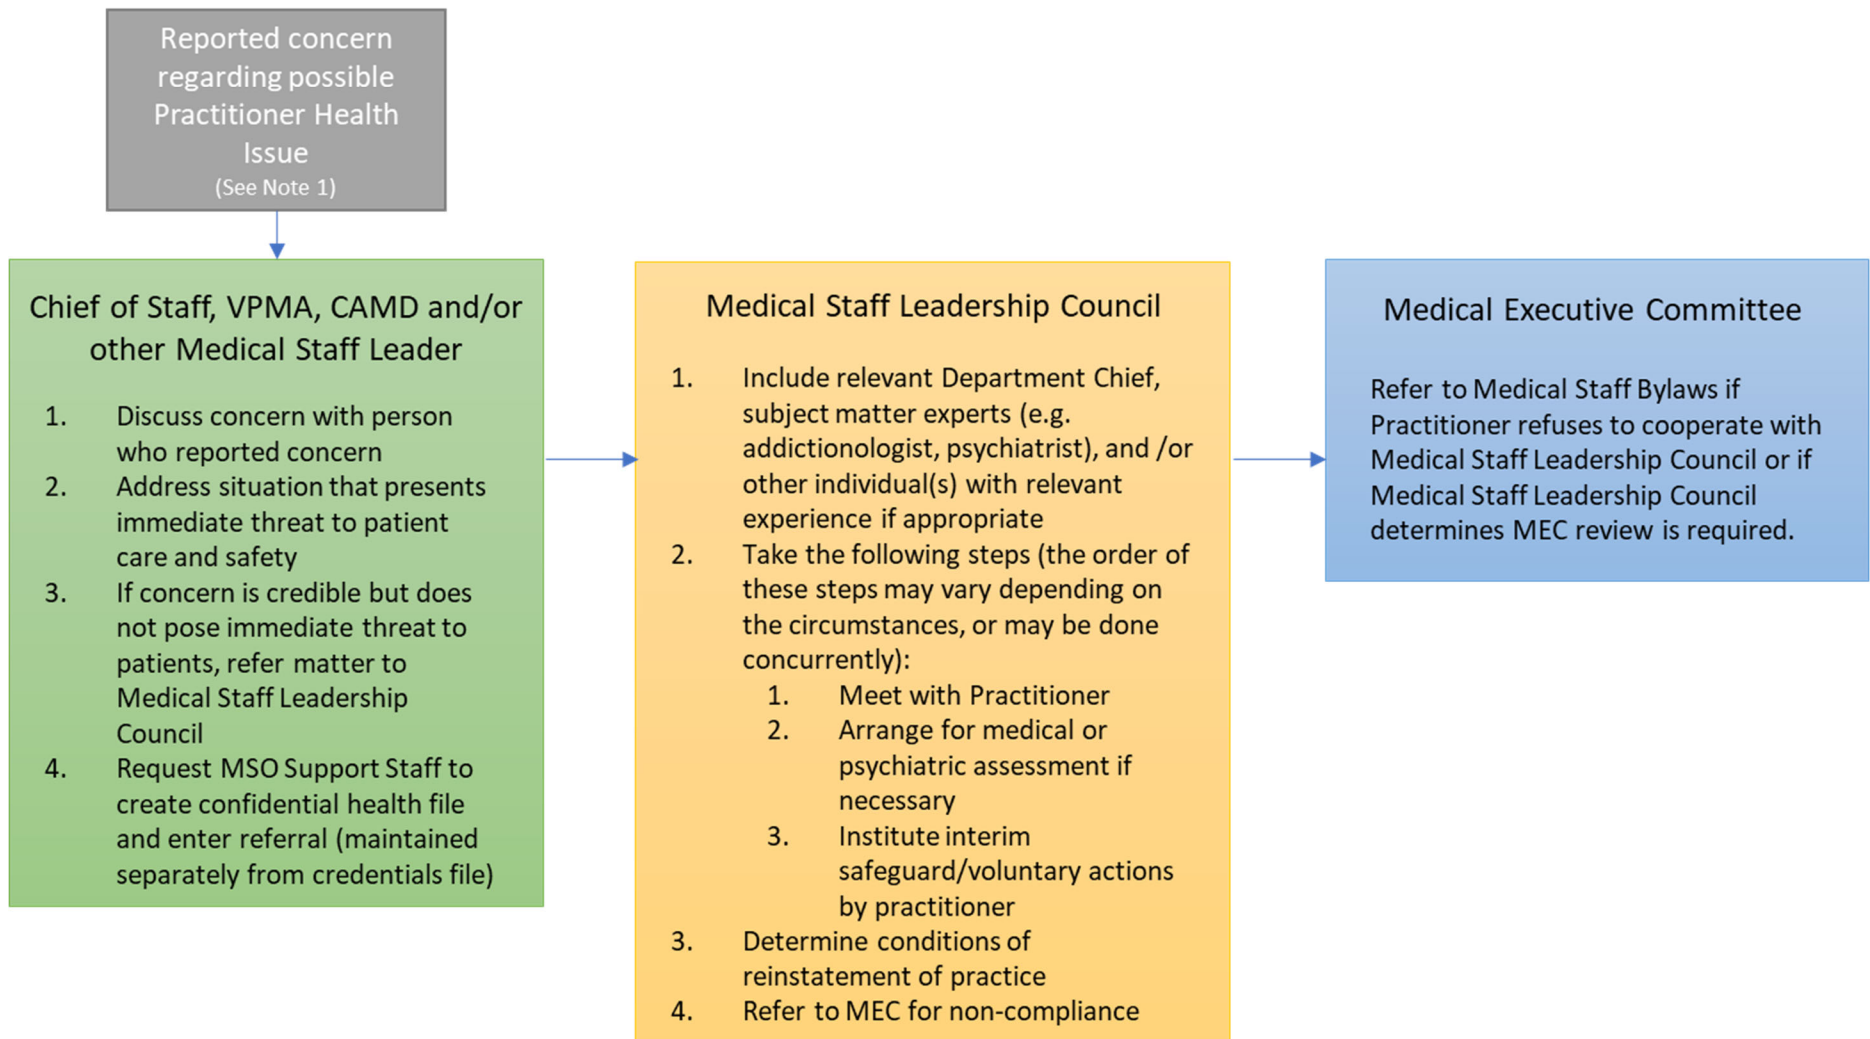 Reported concern
regarding possible
Practitioner Health
Issue
(See Note 1)
Chief of Staff, VPMA, CAMD and/or
other Medical Staff Leader
1. Discuss concern with person
who reported concern
2. Address situation that presents
immediate threat to patient
care and safety
3. If concern is credible but does
not pose immediate threat to
patients, refer matter to
Medical Staff Leadership
Council
4. Request MSO Support Staff to
create confidential health file
and enter referral (maintained
separately from credentials file)
Medical Staff Leadership Council
1. Include relevant Department Chief,
subject matter experts (e.g.
addictionologist, psychiatrist), and /or
other individual(s) with relevant
experience if appropriate
2. Take the following steps (the order of
these steps may vary depending on
the circumstances, or may be done
concurrently):
1. Meet with Practitioner
2. Arrange for medical or
psychiatric assessment if
necessary
3. Institute interim
safeguard/voluntary actions
by practitioner
3. Determine conditions of
reinstatement of practice
4. Refer to MEC for non-compliance
Medical Executive Committee
Refer to Medical Staff Bylaws if
Practitioner refuses to cooperate with
Medical Staff Leadership Council or if
Medical Staff Leadership Council
determines MEC review is required.